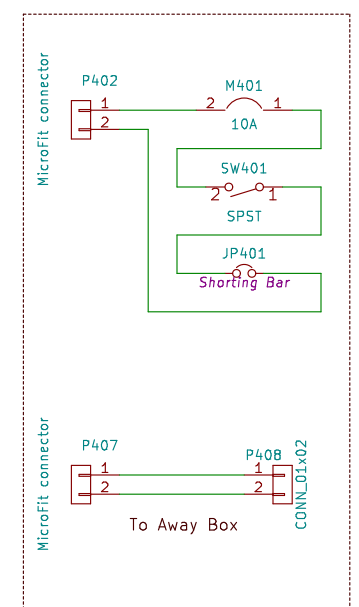 MicroFit connector
P402
1
2
M401
2 1
10A
SW401
2 1
SPST
JP401
Shorting Bar
MicroFit connector
P407
1
2
P408
1
2
CONN_01x02
To Away Box